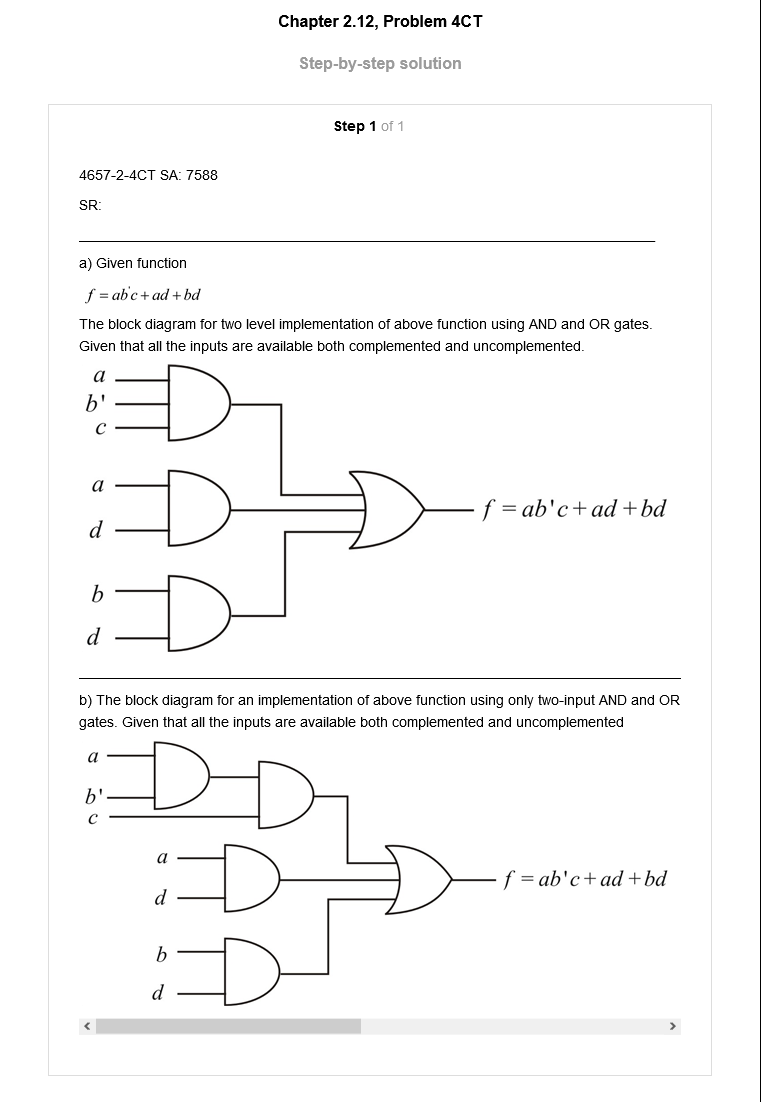 Chapter 2.12, Problem 4CT
Step-by-step solution
Step 1 of 1
4657-2-4CT SA: 7588
SR:
a) Given function
f = ab'c + ad + bd
The block diagram for two level implementation of above function using AND and OR gates.
Given that all the inputs are available both complemented and uncomplemented.
a
b'
c
a
d
f = ab'c + ad + bd
b
d
b) The block diagram for an implementation of above function using only two-input AND and OR
gates. Given that all the inputs are available both complemented and uncomplemented
a
b'
c
a
d
f = ab'c + ad + bd
b
d